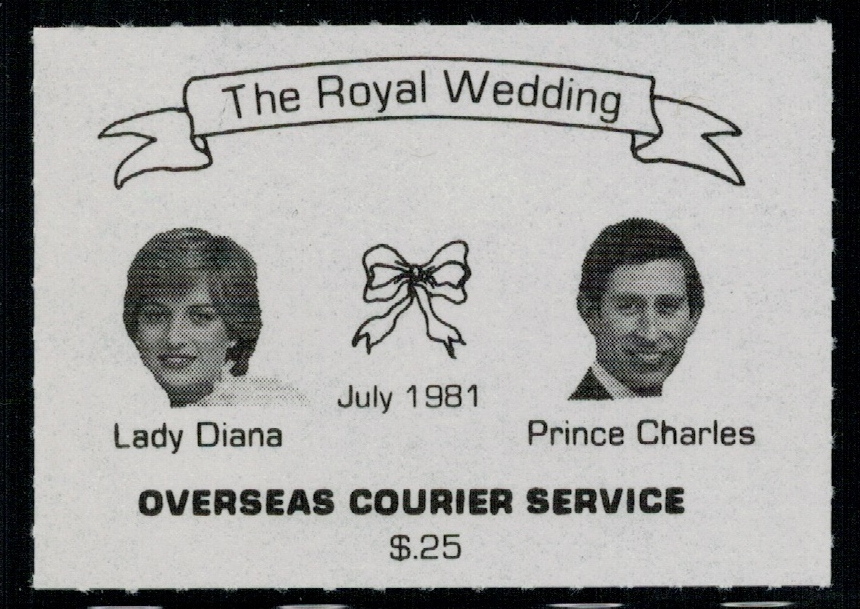 The Royal Wedding
July 1981
Lady Diana
Prince Charles
OVERSEAS COURIER SERVICE
$.25